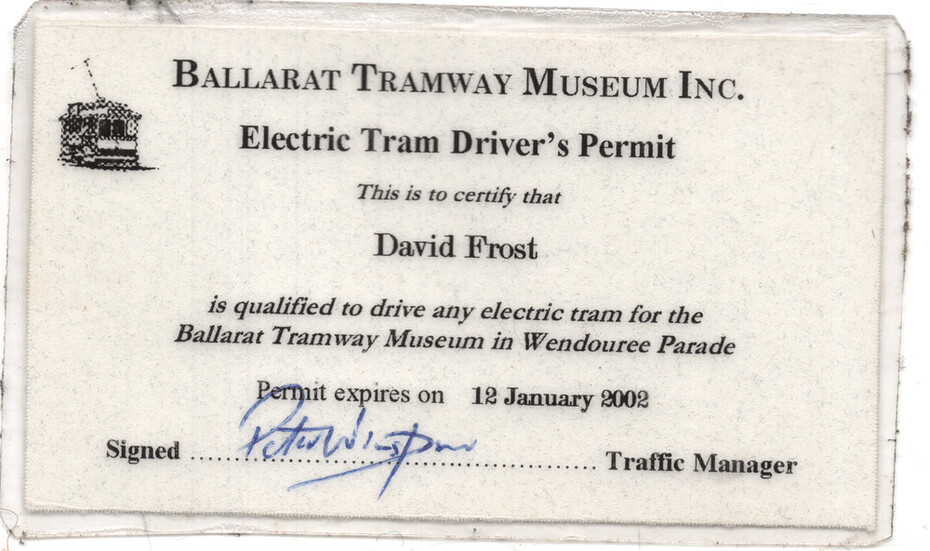 BALLARAT TRAMWAY MUSEUM INC.
Electric Tram Driver's Permit
This is to certify that
David Frost
is qualified to drive any electric tram for the
Ballarat Tramway Museum in Wendouree Parade
Permit expires on 12 January 2002
Signed .......................................................... Traffic Manager